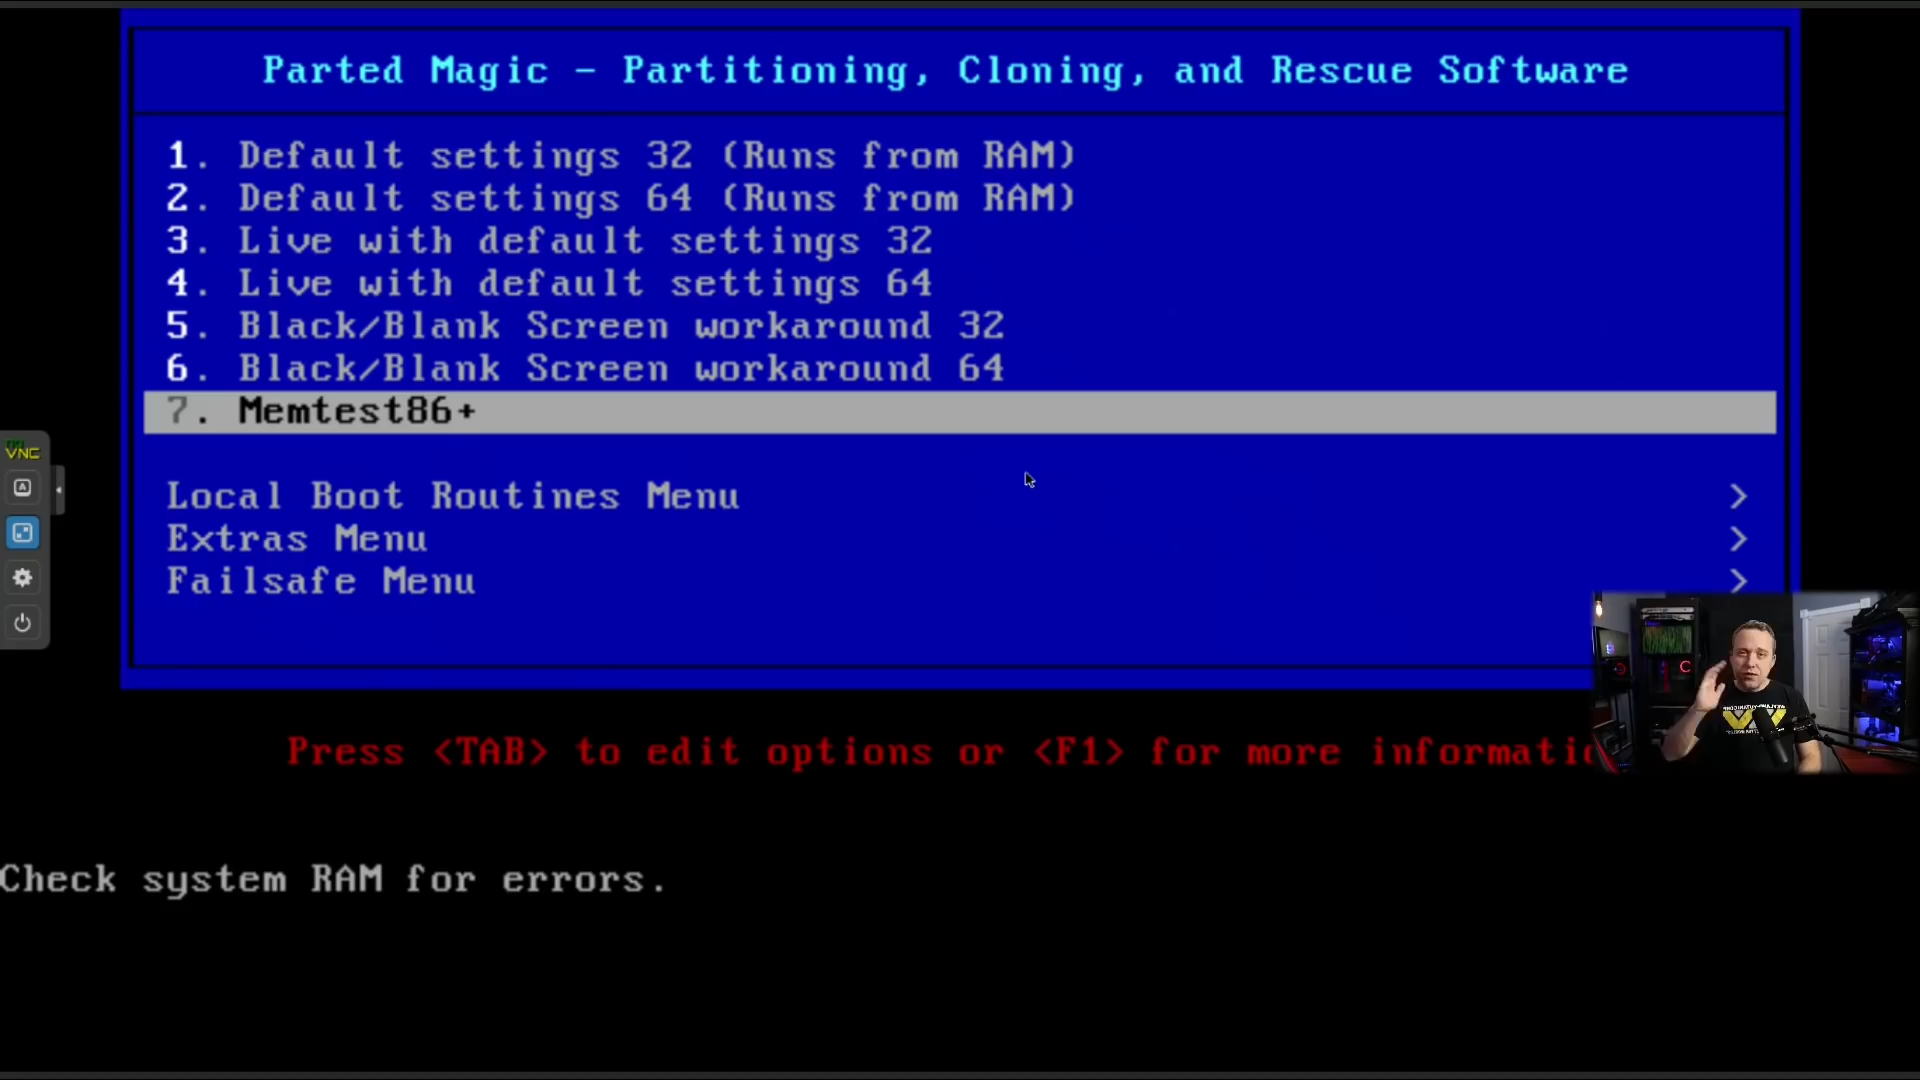 Parted Magic - Partitioning, Cloning, and Rescue Software
1. Default settings 32 (Runs from RAM)
2. Default settings 64 (Runs from RAM)
3. Live with default settings 32
4. Live with default settings 64
5. Black/Blank Screen workaround 32
6. Black/Blank Screen workaround 64
7. Memtest86+
VNC
A
Local Boot Routines Menu >
Extras Menu >
Failsafe Menu >
Press <TAB> to edit options or <F1> for more informatio
Check system RAM for errors.